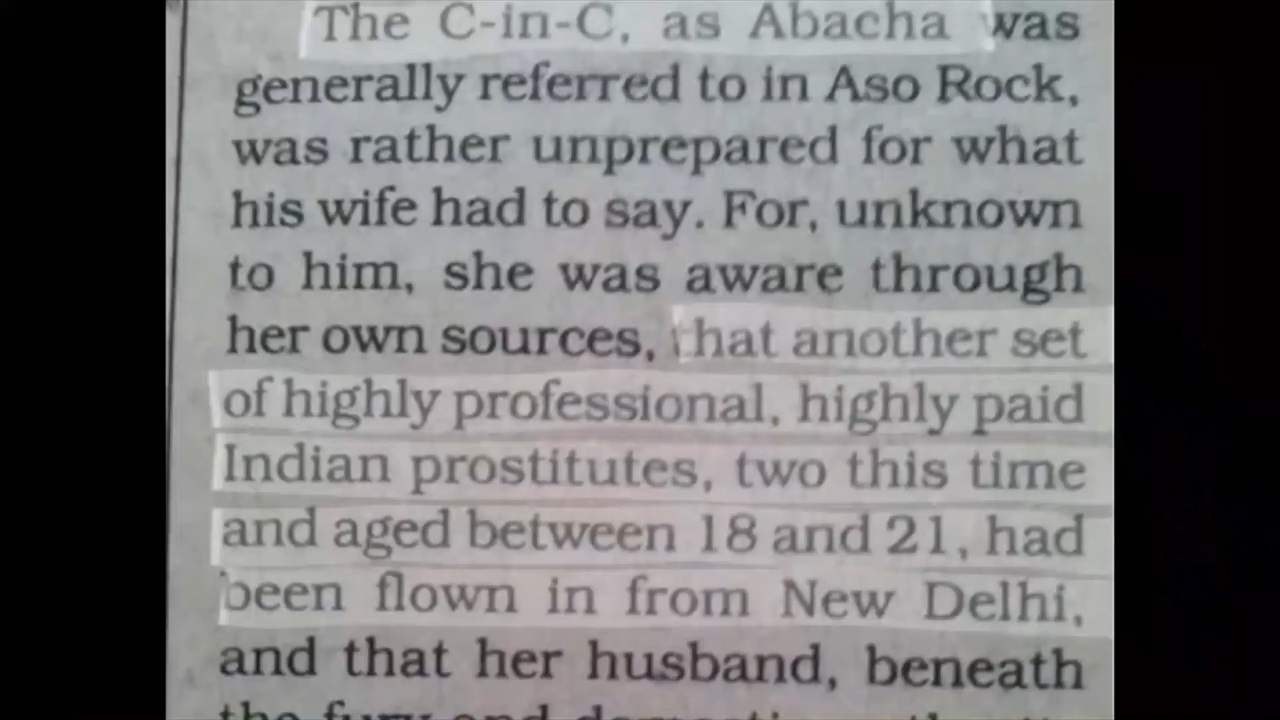 The C-in-C, as Abacha was
generally referred to in Aso Rock,
was rather unprepared for what
his wife had to say. For, unknown
to him, she was aware through
her own sources, that another set
of highly professional, highly paid
Indian prostitutes, two this time
and aged between 18 and 21, had
been flown in from New Delhi,
and that her husband, beneath
the fury and